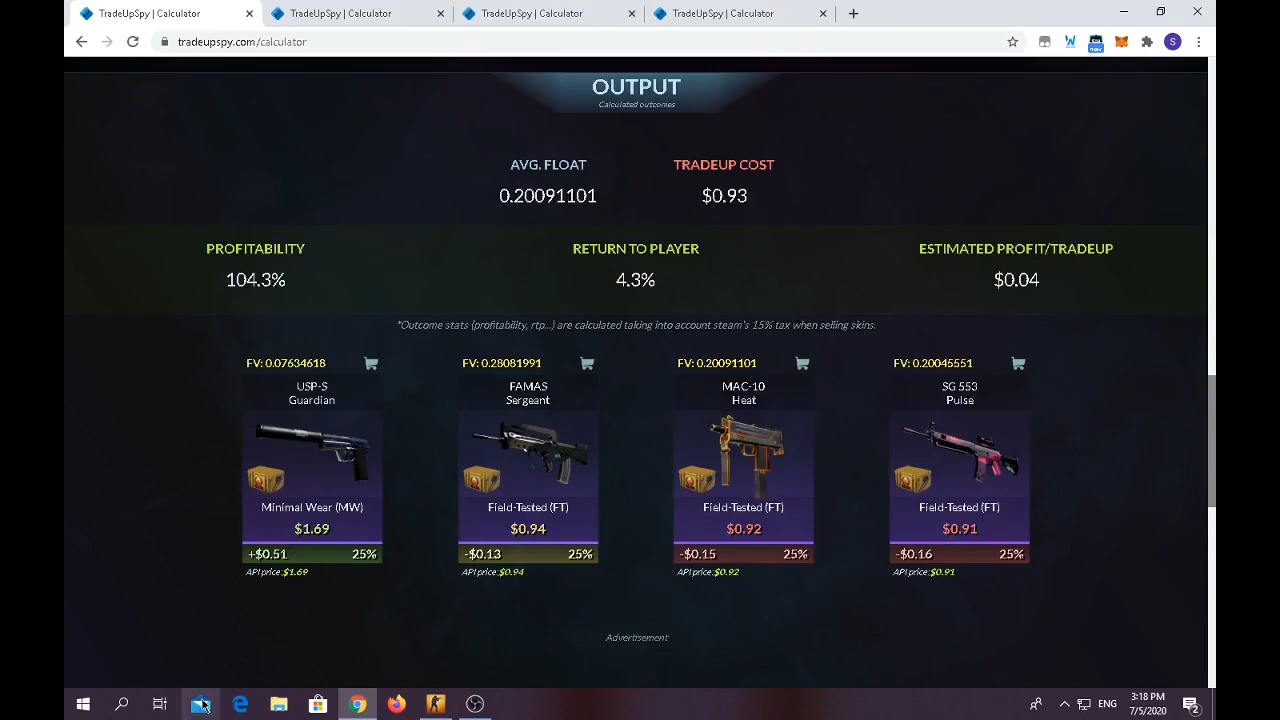 TradeUpSpy | Calculator
TradeUpSpy | Calculator
TradeUpSpy | Calculator
TradeUpSpy | Calculator
tradeupspy.com/calculator
S
OUTPUT
Calculated outcomes
AVG. FLOAT
TRADEUP COST
0.20091101
$0.93
PROFITABILITY
RETURN TO PLAYER
ESTIMATED PROFIT/TRADEUP
104.3%
4.3%
$0.04
*Outcome stats (profitability, rtp...) are calculated taking into account steam's 15% tax when selling skins.
FV: 0.07634618
FV: 0.28081991
FV: 0.20091101
FV: 0.20045551
USP-S
Guardian
FAMAS
Sergeant
MAC-10
Heat
SG 553
Pulse
Minimal Wear (MW)
Field-Tested (FT)
Field-Tested (FT)
Field-Tested (FT)
$1.69
$0.94
$0.92
$0.91
+$0.51 25%
-$0.13 25%
-$0.15 25%
-$0.16 25%
API price:$1.69
API price:$0.94
API price:$0.92
API price:$0.91
Advertisement
ENG
3:18 PM
7/5/2020
2